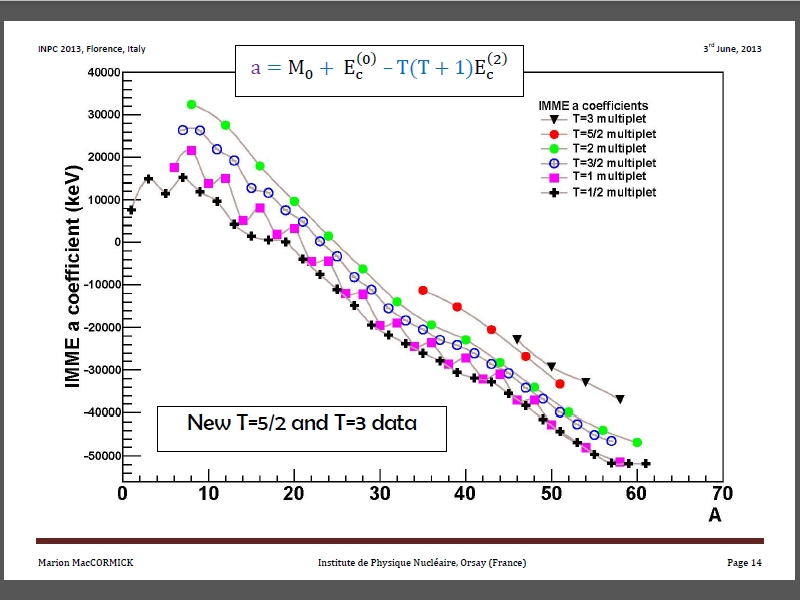 INPC 2013, Florence, Italy
3rd June, 2013
a = M₀ + E_c^(0) – T(T + 1)E_c^(2)
40000
30000
20000
10000
0
-10000
-20000
-30000
-40000
-50000
IMME a coefficient (keV)
IMME a coefficients
T=3 multiplet
T=5/2 multiplet
T=2 multiplet
T=3/2 multiplet
T=1 multiplet
T=1/2 multiplet
New T=5/2 and T=3 data
0 10 20 30 40 50 60 70
A
Marion MacCORMICK
Institute de Physique Nucléaire, Orsay (France)
Page 14